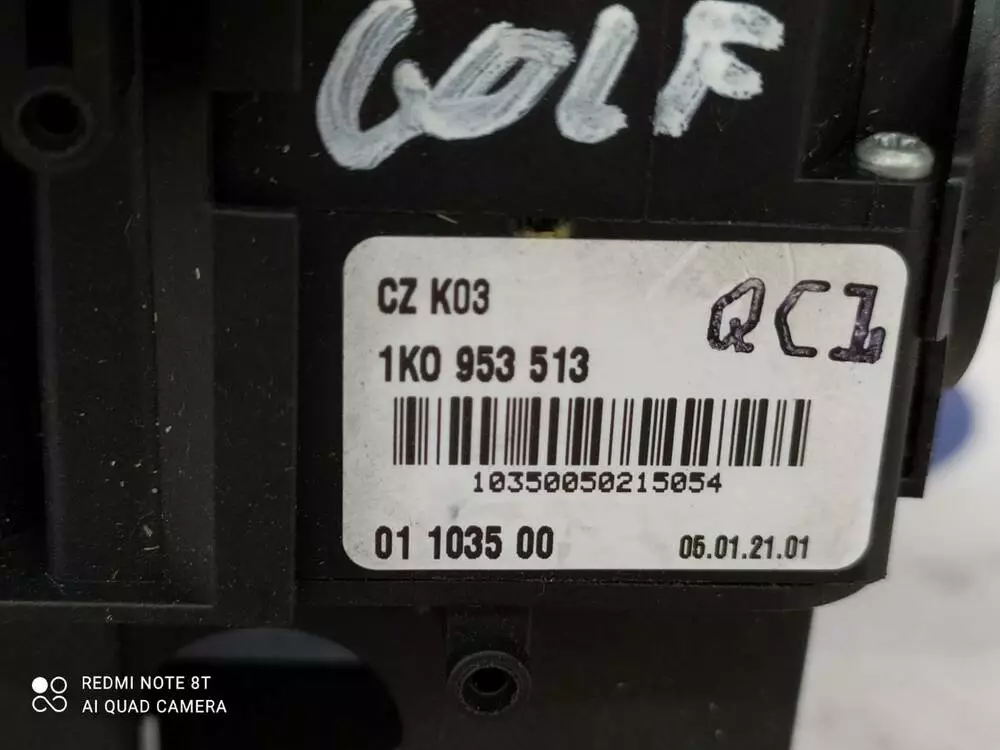 GOLF
CZ K03
QC1
1K0 953 513
10350050215054
01 1035 00
05.01.21.01
REDMI NOTE 8T
AI QUAD CAMERA